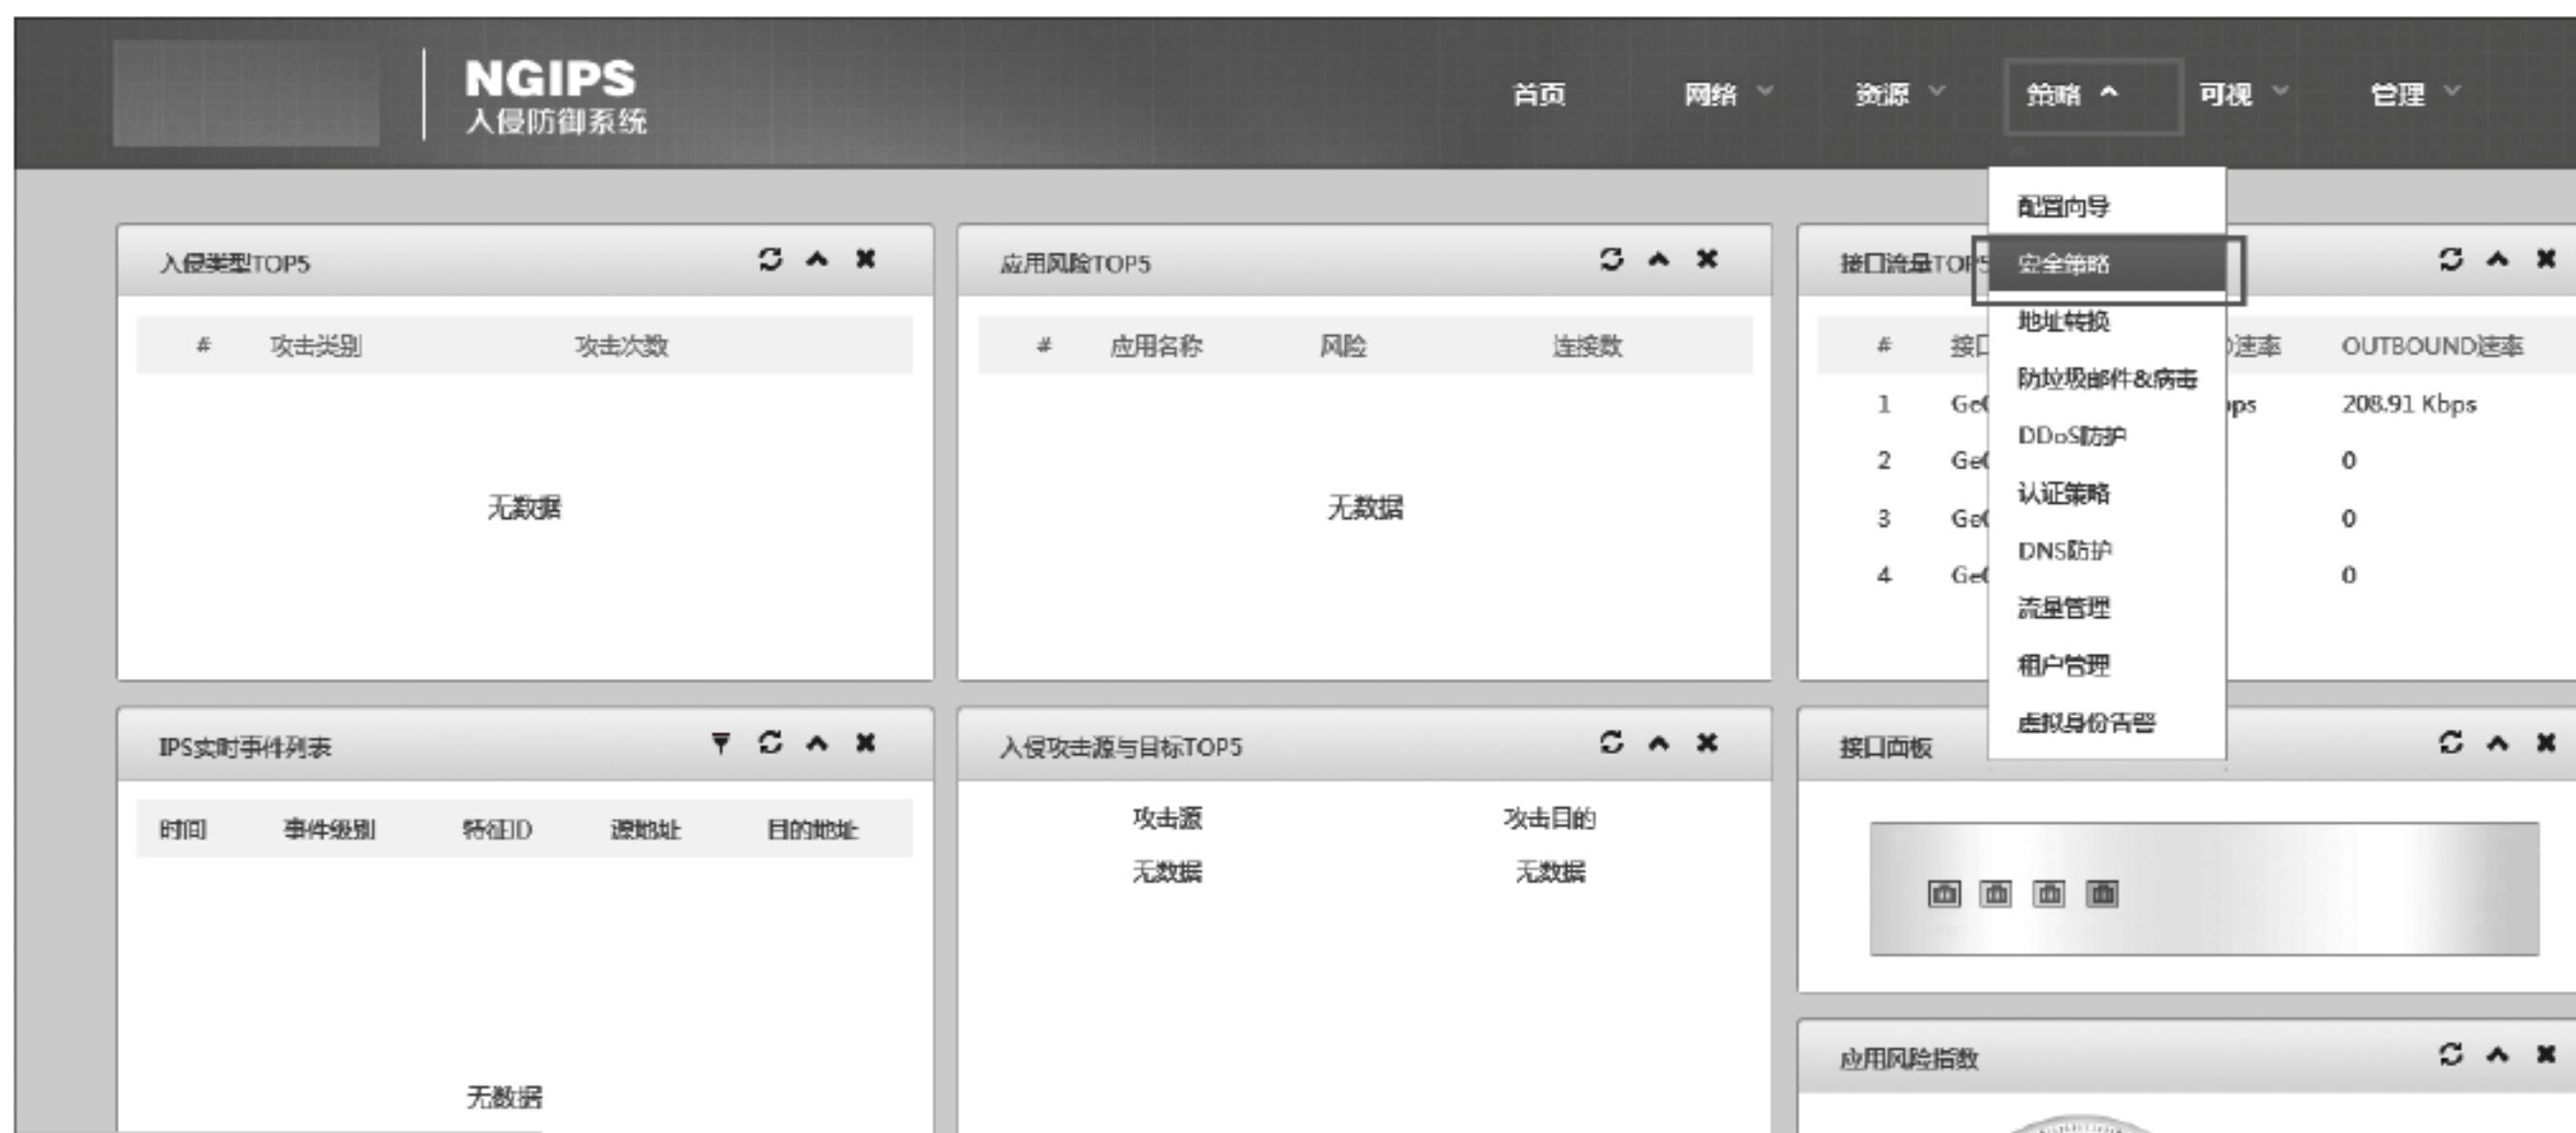 NGIPS
入侵防御系统
首页 网络 资源 策略 可视 管理
配置向导
安全策略
地址转换
防垃圾邮件&病毒
DDoS防护
认证策略
DNS防护
流量管理
租户管理
虚拟身份告警
入侵类型TOP5
# 攻击类别 攻击次数
无数据
应用风险TOP5
# 应用名称 风险 连接数
无数据
接口流量TOP5
# 接口 速率 OUTBOUND速率
1 Ge 208.91 Kbps
2 Ge 0
3 Ge 0
4 Ge 0
IPS实时事件列表
时间 事件级别 特征ID 源地址 目的地址
无数据
入侵攻击源与目标TOP5
攻击源 攻击目的
无数据 无数据
接口面板
应用风险指数